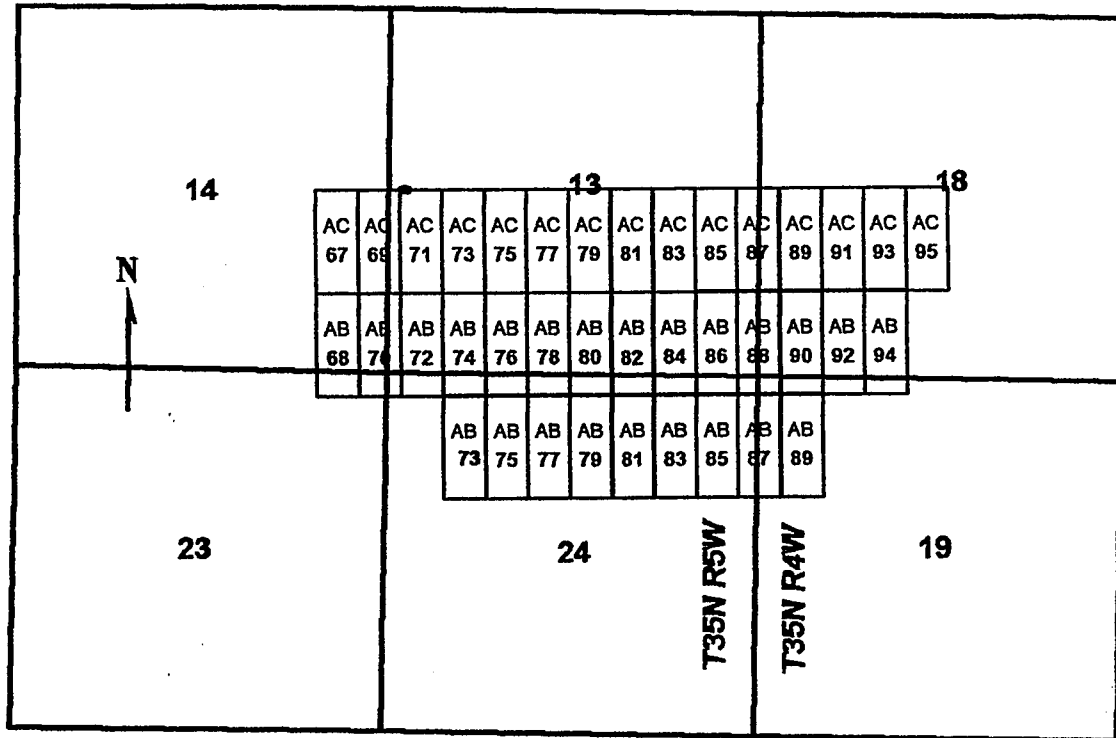 14
13
18
N
AC AC AC AC AC AC AC AC AC AC AC AC AC AC AC
67 69 71 73 75 77 79 81 83 85 87 89 91 93 95
AB AB AB AB AB AB AB AB AB AB AB AB AB AB
68 70 72 74 76 78 80 82 84 86 88 90 92 94
AB AB AB AB AB AB AB AB AB
73 75 77 79 81 83 85 87 89
23
24
19
T35N R5W
T35N R4W